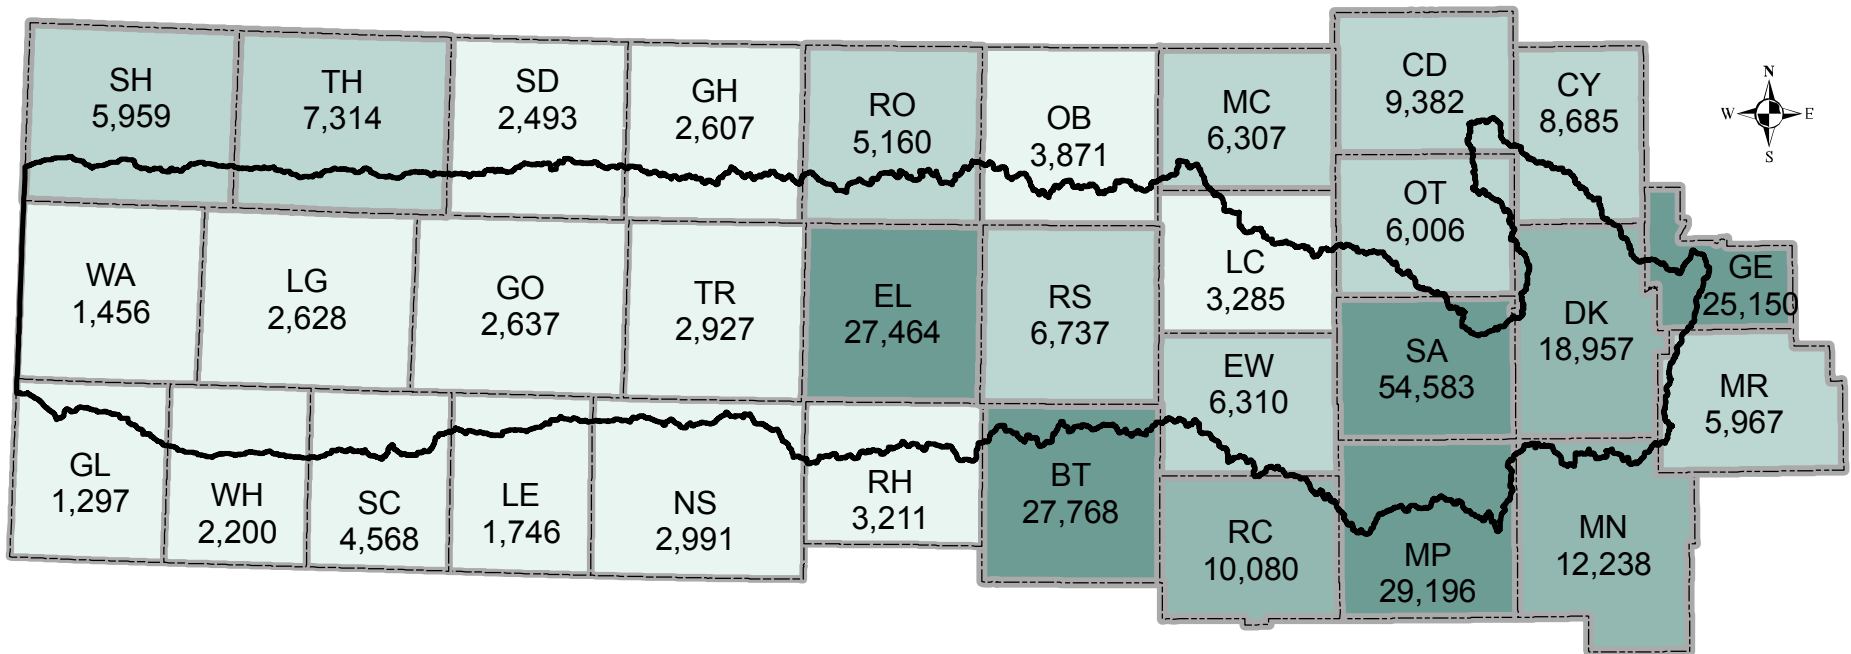 SH
5,959
TH
7,314
SD
2,493
GH
2,607
RO
5,160
OB
3,871
MC
6,307
CD
9,382
CY
8,685
N
W
E
S
WA
1,456
LG
2,628
GO
2,637
TR
2,927
EL
27,464
RS
6,737
LC
3,285
OT
6,006
GE
25,150
EW
6,310
SA
54,583
DK
18,957
MR
5,967
GL
1,297
WH
2,200
SC
4,568
LE
1,746
NS
2,991
RH
3,211
BT
27,768
RC
10,080
MP
29,196
MN
12,238